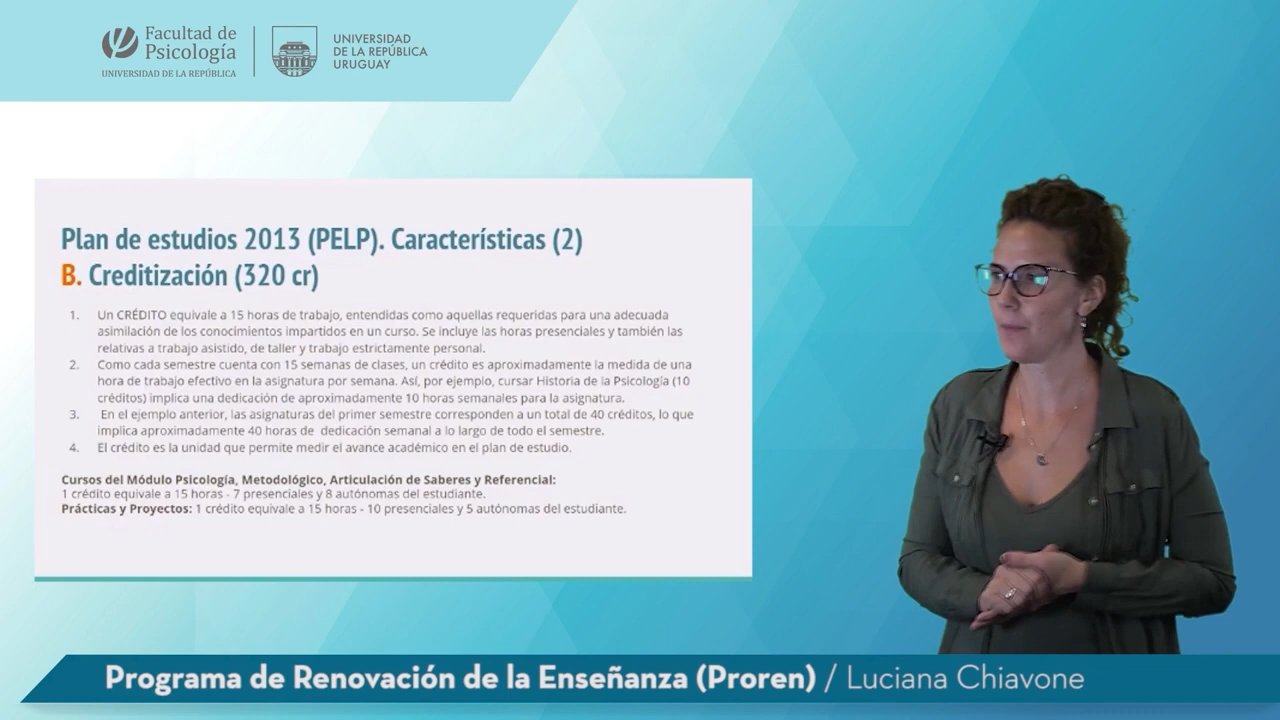 Facultad de
Psicología
UNIVERSIDAD DE LA REPÚBLICA
UNIVERSIDAD
DE LA REPÚBLICA
URUGUAY
Plan de estudios 2013 (PELP). Características (2)
B. Creditización (320 cr)
1. Un CRÉDITO equivale a 15 horas de trabajo, entendidas como aquellas requeridas para una adecuada
asimilación de los conocimientos impartidos en un curso. Se incluye las horas presenciales y también las
relativas a trabajo asistido, de taller y trabajo estrictamente personal.
2. Como cada semestre cuenta con 15 semanas de clases, un crédito es aproximadamente la medida de una
hora de trabajo efectivo en la asignatura por semana. Así, por ejemplo, cursar Historia de la Psicología (10
créditos) implica una dedicación de aproximadamente 10 horas semanales para la asignatura.
3. En el ejemplo anterior, las asignaturas del primer semestre corresponden a un total de 40 créditos, lo que
implica aproximadamente 40 horas de dedicación semanal a lo largo de todo el semestre.
4. El crédito es la unidad que permite medir el avance académico en el plan de estudio.
Cursos del Módulo Psicología, Metodológico, Articulación de Saberes y Referencial:
1 crédito equivale a 15 horas - 7 presenciales y 8 autónomas del estudiante.
Prácticas y Proyectos: 1 crédito equivale a 15 horas - 10 presenciales y 5 autónomas del estudiante.
Programa de Renovación de la Enseñanza (Proren) / Luciana Chiavone